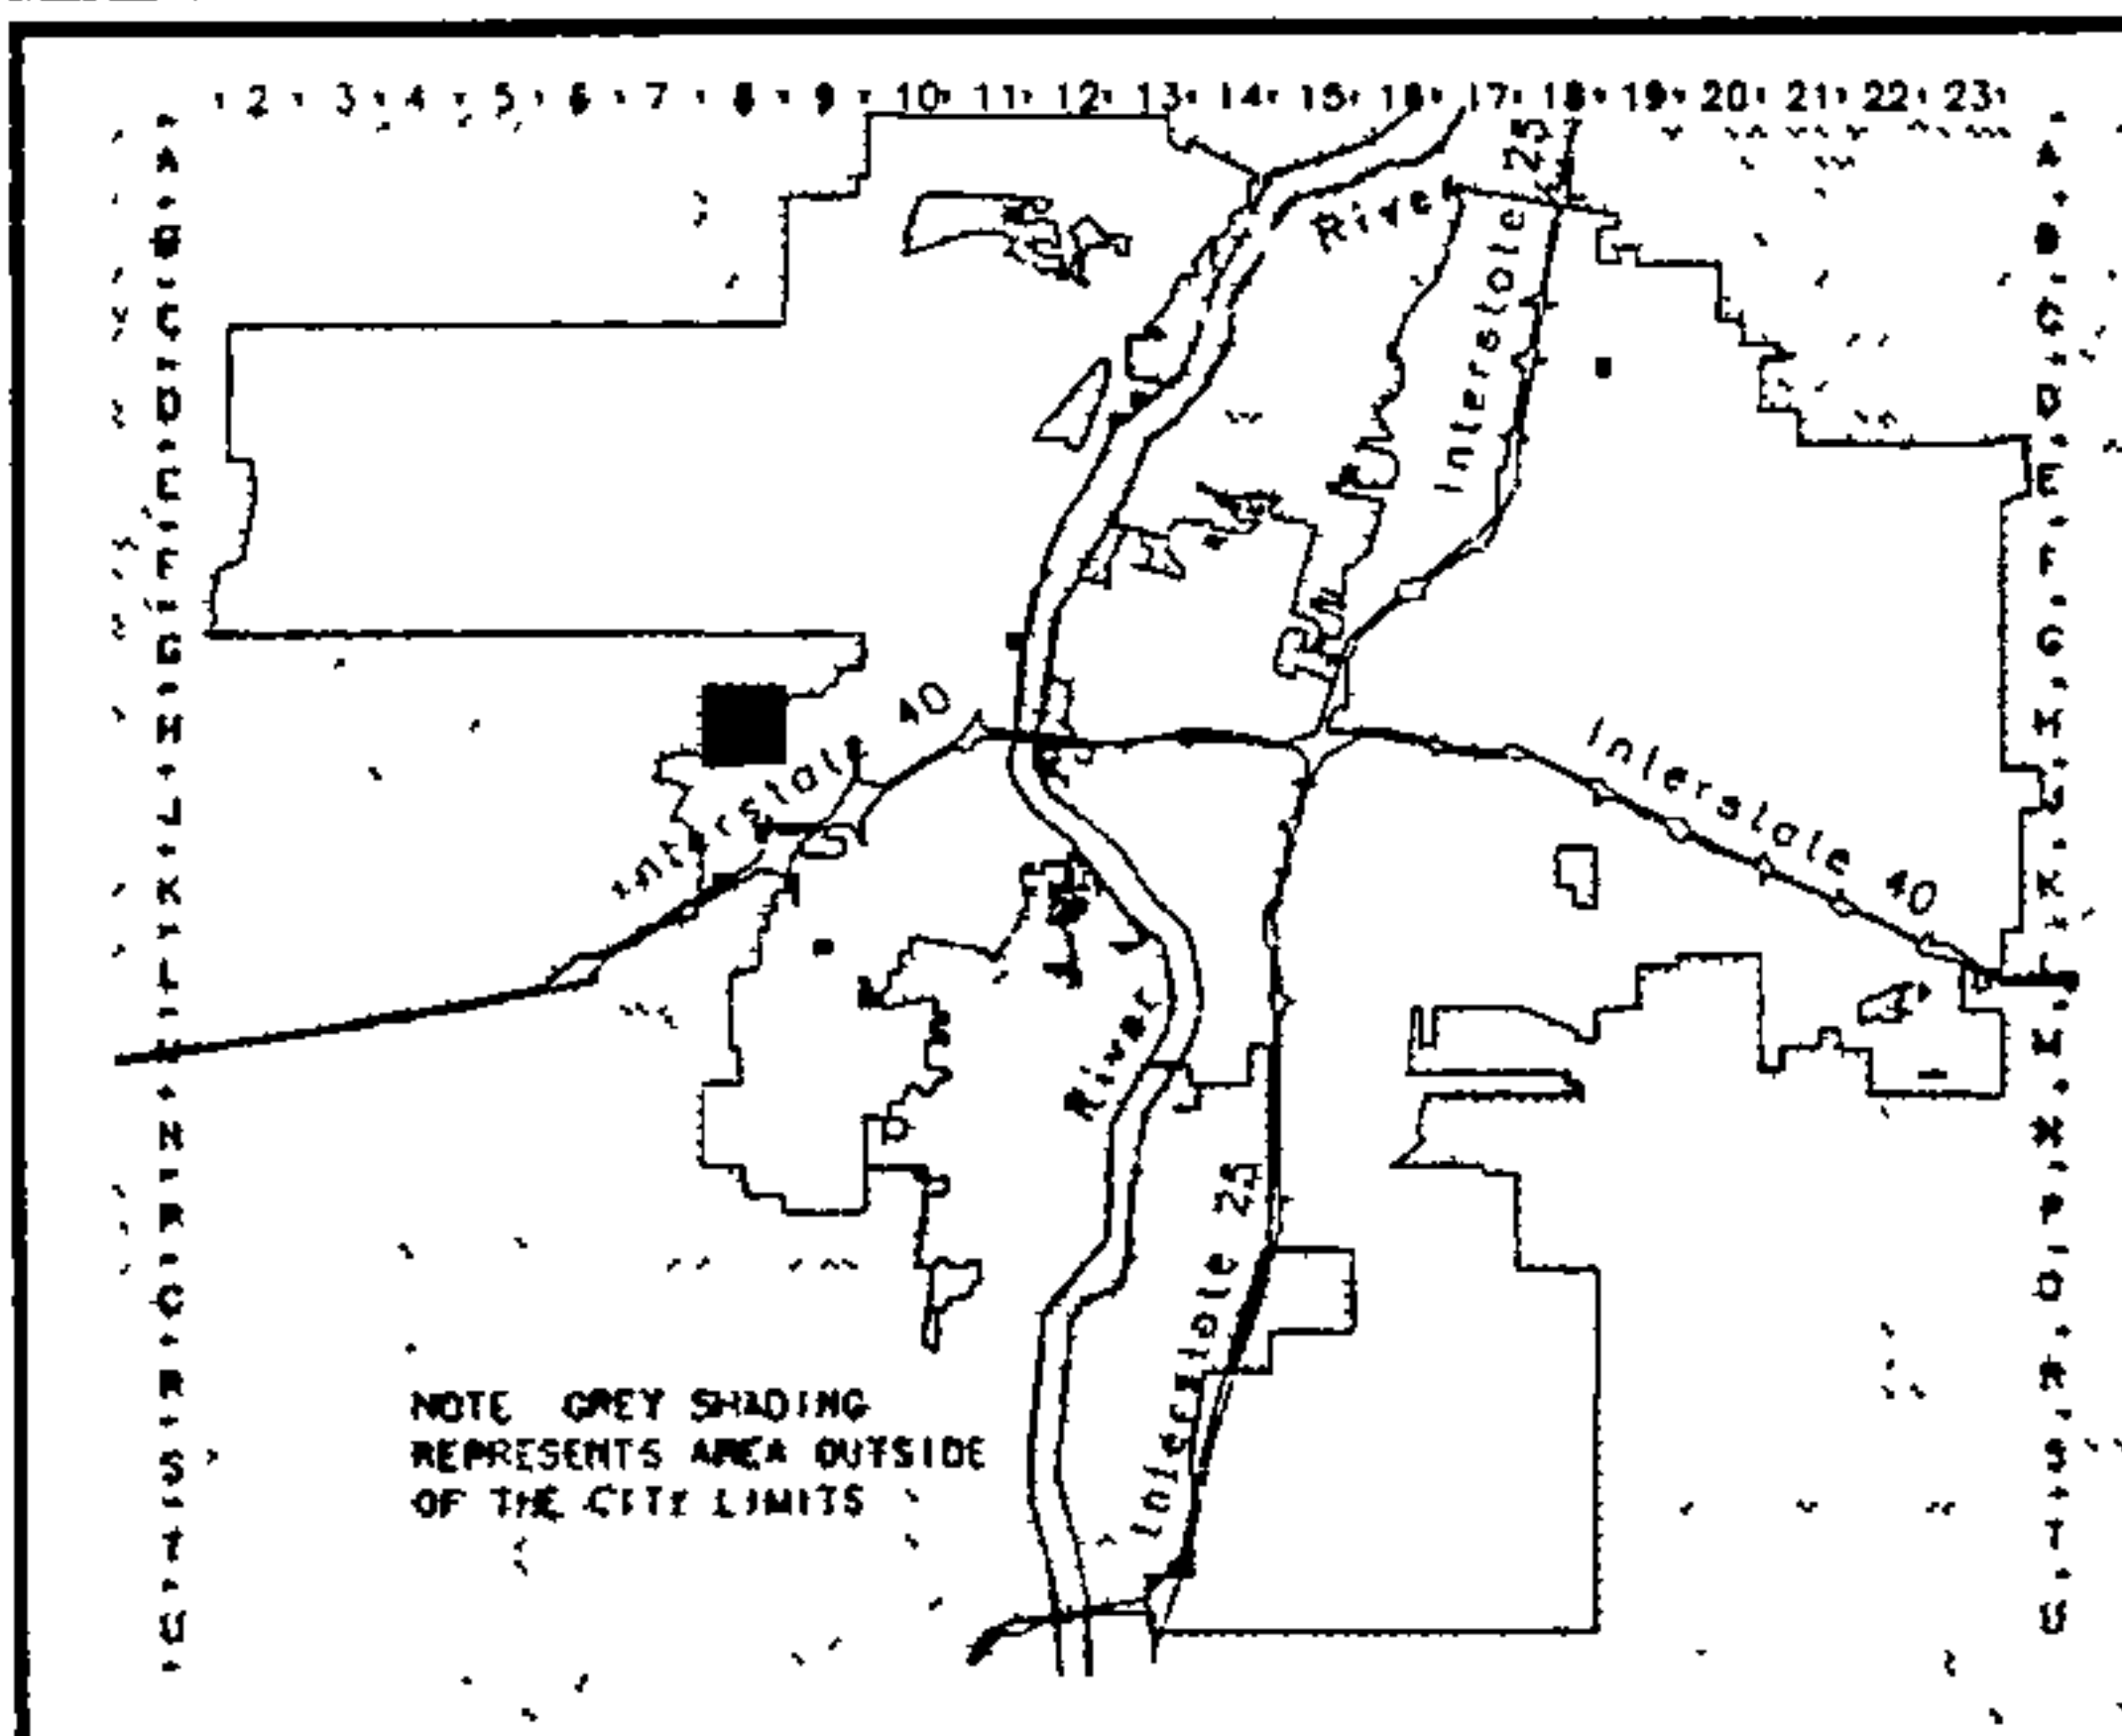 2 3 4 5 6 7 8 9 10 11 12 13 14 15 16 17 18 19 20 21 22 23
A
B
C
D
E
F
G
H
J
K
L
M
N
P
Q
R
S
T
U
River
Interstate 25
Interstate 40
Interstate 40
River
Interstate 25
A
B
C
D
E
F
G
H
J
K
L
M
N
P
Q
R
S
T
U
NOTE GREY SHADING
REPRESENTS AREA OUTSIDE
OF THE CITY LIMITS